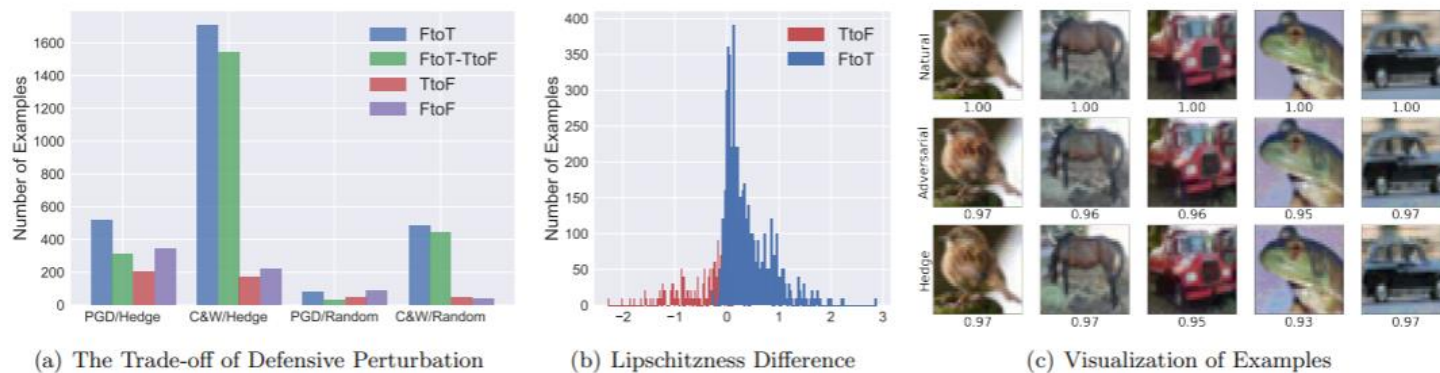 1600
1400
1200
1000
800
600
400
200
0
Number of Examples
FtoT
FtoT-TtoF
TtoF
FtoF
PGD/Hedge C&W/Hedge PGD/Random C&W/Random
(a) The Trade-off of Defensive Perturbation
400
350
300
250
200
150
100
50
0
Number of Examples
TtoF
FtoT
−2 −1 0 1 2 3
(b) Lipschitzness Difference
Natural
1.00 1.00 1.00 1.00 1.00
Adversarial
0.97 0.96 0.96 0.95 0.97
Hedge
0.97 0.97 0.95 0.93 0.97
(c) Visualization of Examples